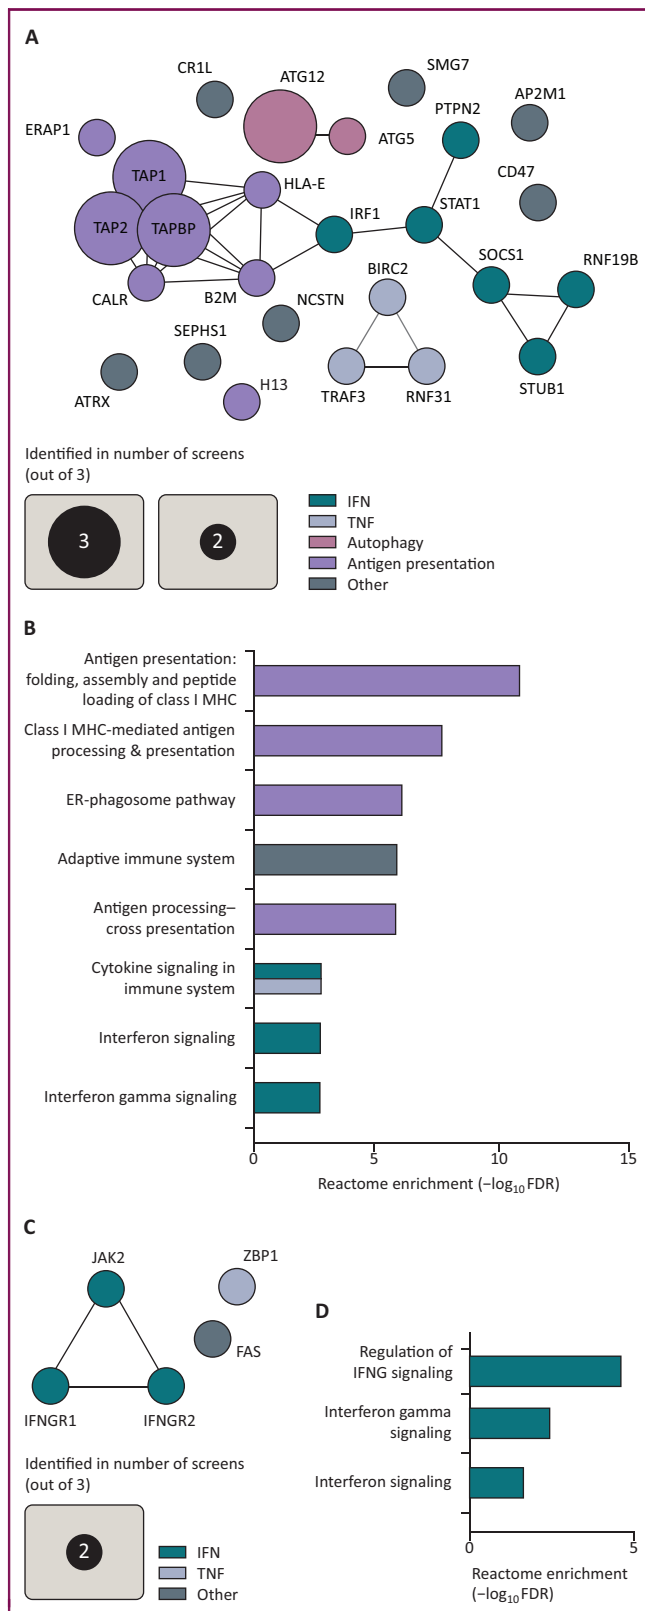 A
CR1L
ATG12
SMG7
PTPN2
AP2M1
ERAP1
ATG5
TAP1
HLA-E
CD47
TAP2
TAPBP
IRF1
STAT1
SOCS1
RNF19B
BIRC2
CALR
B2M
NCSTN
SEPHS1
STUB1
ATRX
H13
TRAF3
RNF31
Identified in number of screens
(out of 3)
3
2
IFN
TNF
Autophagy
Antigen presentation
Other
B
Antigen presentation:
folding, assembly and peptide
loading of class I MHC
Class I MHC-mediated antigen
processing & presentation
ER-phagosome pathway
Adaptive immune system
Antigen processing–
cross presentation
Cytokine signaling in
immune system
Interferon signaling
Interferon gamma signaling
0 5 10 15
Reactome enrichment (−log10FDR)
C
JAK2
ZBP1
FAS
IFNGR1
IFNGR2
Identified in number of screens
(out of 3)
2
IFN
TNF
Other
D
Regulation of
IFNG signaling
Interferon gamma
signaling
Interferon signaling
0 5
Reactome enrichment
(−log10FDR)